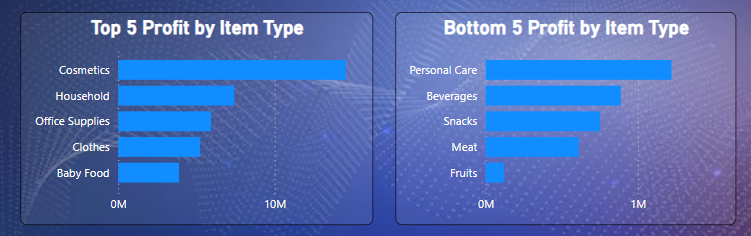 Top 5 Profit by Item Type
Cosmetics
Household
Office Supplies
Clothes
Baby Food
0M
10M
Bottom 5 Profit by Item Type
Personal Care
Beverages
Snacks
Meat
Fruits
0M
1M